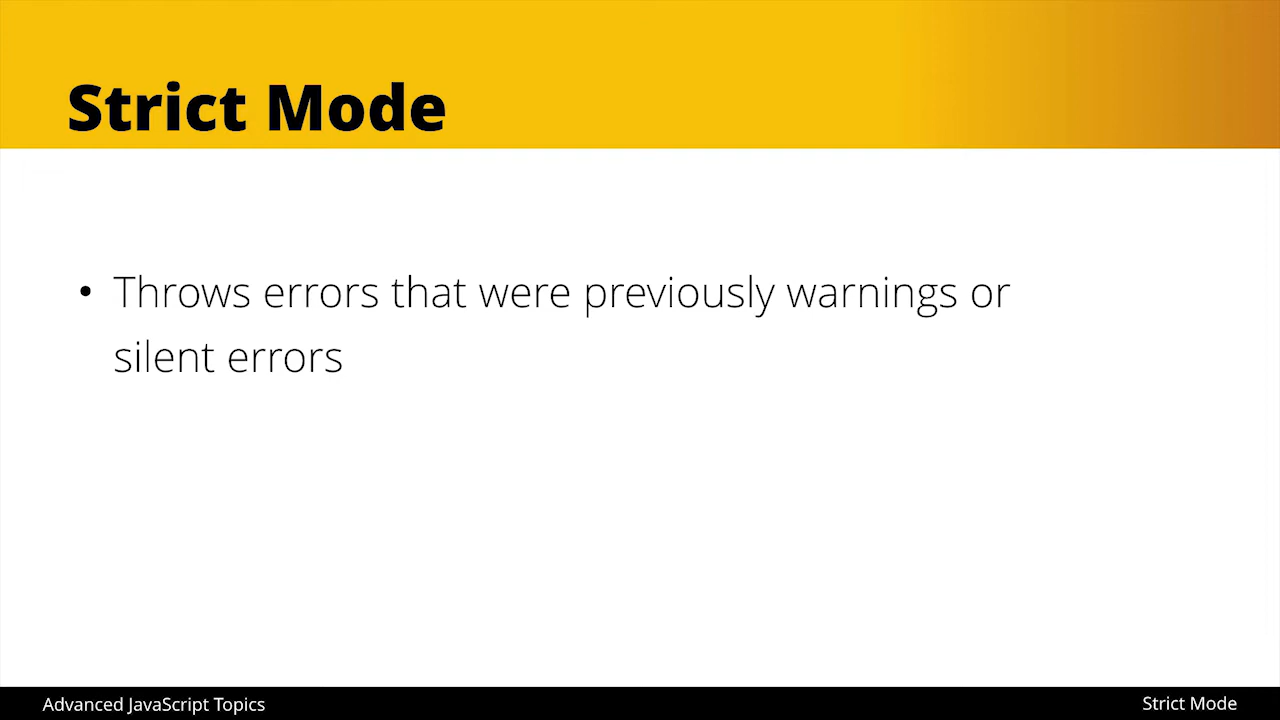 Strict Mode
• Throws errors that were previously warnings or
silent errors
Advanced JavaScript Topics
Strict Mode